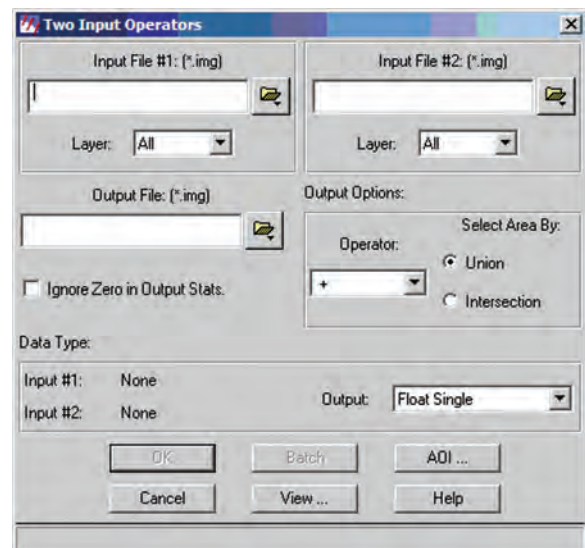 Two Input Operators
Input File #1: (*.img)
Input File #2: (*.img)
Layer: All
Layer: All
Output File: (*.img)
Output Options:
Select Area By:
Operator:
Union
+
Ignore Zero in Output Stats.
Intersection
Data Type:
Input #1: None
Output: Float Single
Input #2: None
OK
Batch
AOI ...
Cancel
View ...
Help